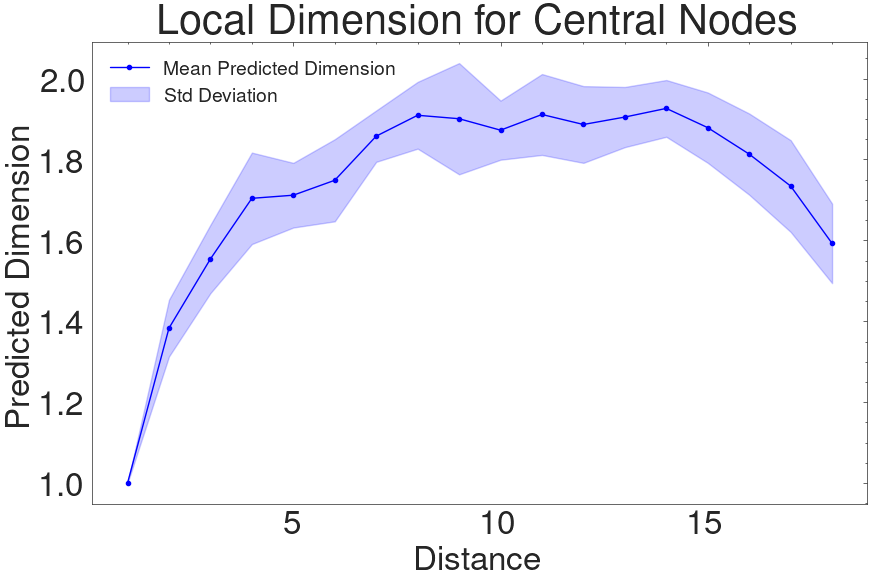 Local Dimension for Central Nodes
Mean Predicted Dimension
Std Deviation
Predicted Dimension
2.0
1.8
1.6
1.4
1.2
1.0
5
10
15
Distance